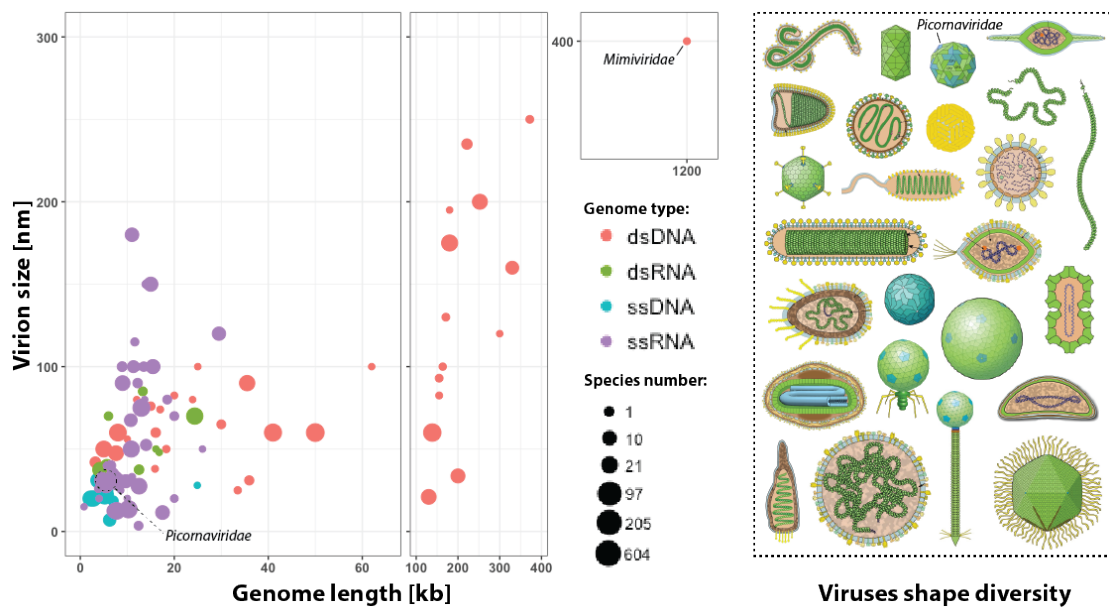 300
200
100
0
Virion size [nm]
0
20
40
60
100
200
300
400
Genome length [kb]
Picornaviridae
400
Mimiviridae
1200
Genome type:
dsDNA
dsRNA
ssDNA
ssRNA
Species number:
1
10
21
97
205
604
Picornaviridae
Viruses shape diversity